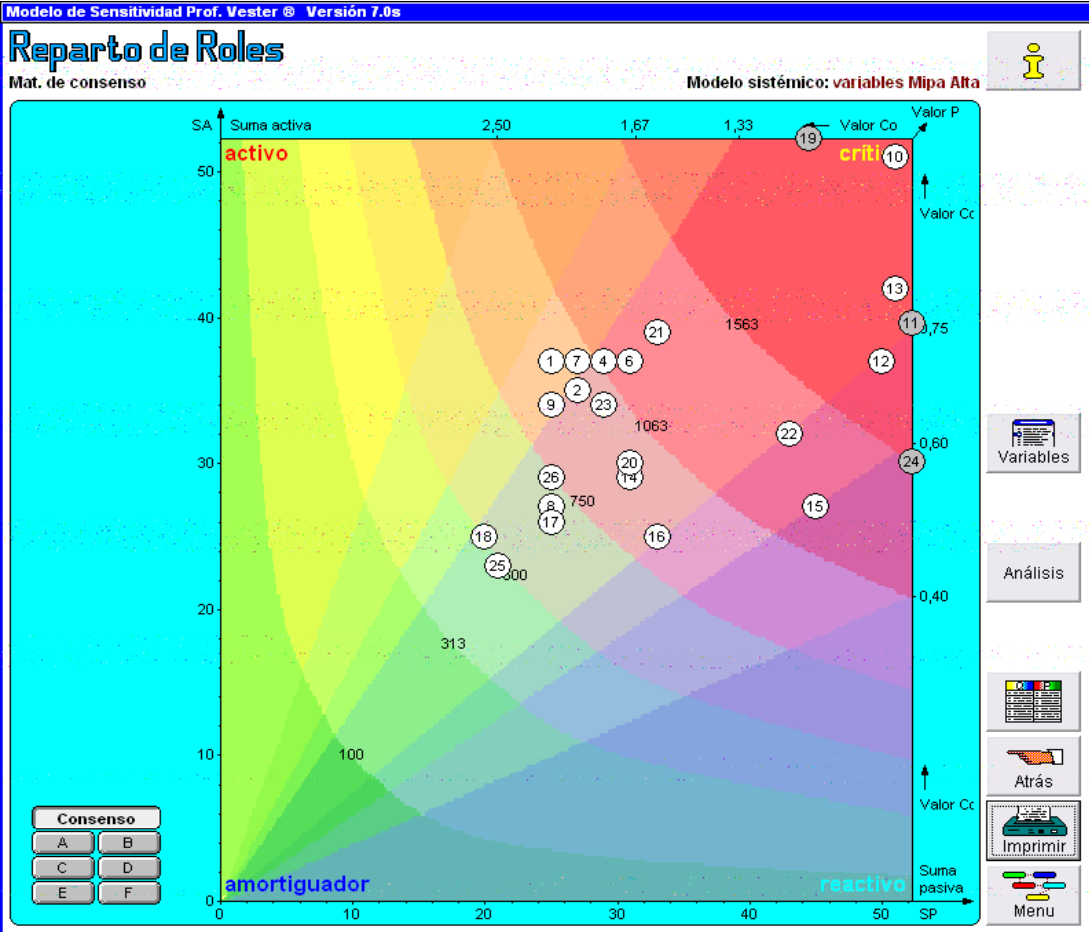 Modelo de Sensitividad Prof. Vester ® Versión 7.0s
Reparto de Roles
Mat. de consenso
Modelo sistémico: variables Mipa Alta
SA
Suma activa
2,50
1,67
1,33
Valor Co
Valor P
activo
críti
19
10
50
Valor Co
13
40
21
1563
11
0,75
1
7
4
6
12
2
9
23
1063
22
0,60
30
20
24
26
14
8
750
15
17
18
16
25
500
0,40
20
313
10
100
Valor Co
amortiguador
reactivo
Suma
pasiva
0
0
10
20
30
40
50
SP
Consenso
A
B
C
D
E
F
Variables
Análisis
Q
P
Atrás
Imprimir
Menu